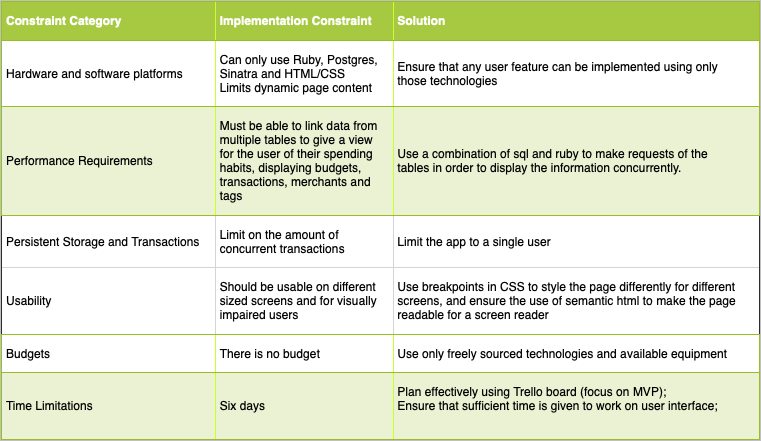 Constraint Category
Implementation Constraint
Solution
Hardware and software platforms
Can only use Ruby, Postgres,
Sinatra and HTML/CSS
Limits dynamic page content
Ensure that any user feature can be implemented using only
those technologies
Performance Requirements
Must be able to link data from
multiple tables to give a view
for the user of their spending
habits, displaying budgets,
transactions, merchants and
tags
Use a combination of sql and ruby to make requests of the
tables in order to display the information concurrently.
Persistent Storage and Transactions
Limit on the amount of
concurrent transactions
Limit the app to a single user
Usability
Should be usable on different
sized screens and for visually
impaired users
Use breakpoints in CSS to style the page differently for different
screens, and ensure the use of semantic html to make the page
readable for a screen reader
Budgets
There is no budget
Use only freely sourced technologies and available equipment
Time Limitations
Six days
Plan effectively using Trello board (focus on MVP);
Ensure that sufficient time is given to work on user interface;